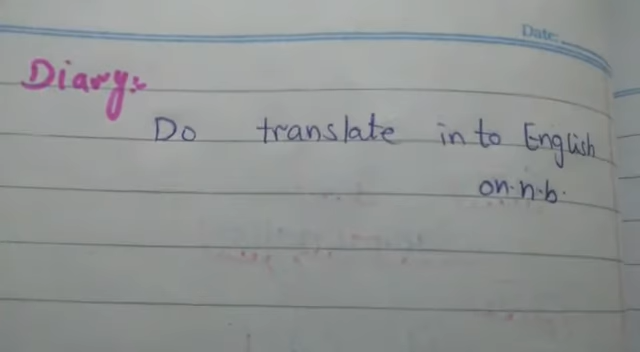 Date:
Diary:-
Do translate in to English
on.n.b.